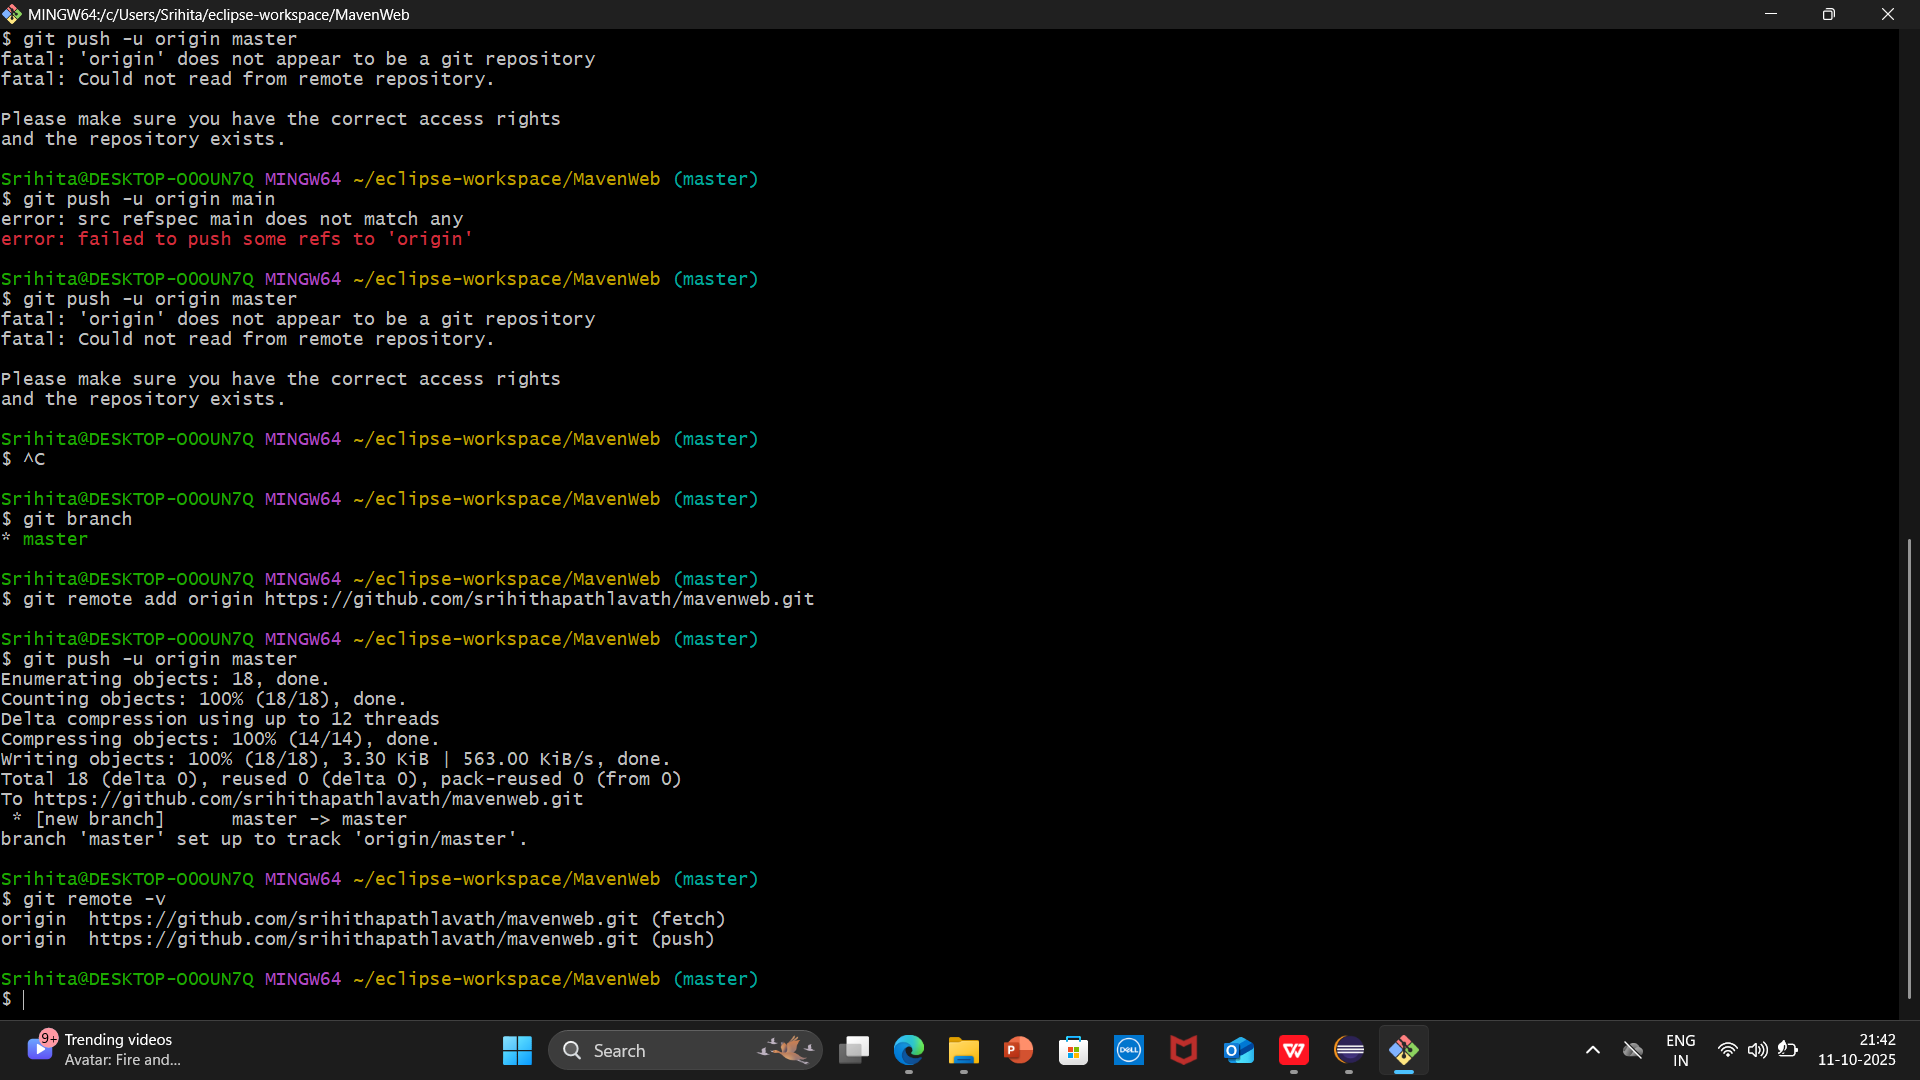 MINGW64:/c/Users/Srihita/eclipse-workspace/MavenWeb
$ git push -u origin master
fatal: 'origin' does not appear to be a git repository
fatal: Could not read from remote repository.
Please make sure you have the correct access rights
and the repository exists.
Srihita@DESKTOP-O0OUN7Q MINGW64 ~/eclipse-workspace/MavenWeb (master)
$ git push -u origin main
error: src refspec main does not match any
error: failed to push some refs to 'origin'
Srihita@DESKTOP-O0OUN7Q MINGW64 ~/eclipse-workspace/MavenWeb (master)
$ git push -u origin master
fatal: 'origin' does not appear to be a git repository
fatal: Could not read from remote repository.
Please make sure you have the correct access rights
and the repository exists.
Srihita@DESKTOP-O0OUN7Q MINGW64 ~/eclipse-workspace/MavenWeb (master)
$ ^C
Srihita@DESKTOP-O0OUN7Q MINGW64 ~/eclipse-workspace/MavenWeb (master)
$ git branch
* master
Srihita@DESKTOP-O0OUN7Q MINGW64 ~/eclipse-workspace/MavenWeb (master)
$ git remote add origin https://github.com/srihithapathlavath/mavenweb.git
Srihita@DESKTOP-O0OUN7Q MINGW64 ~/eclipse-workspace/MavenWeb (master)
$ git push -u origin master
Enumerating objects: 18, done.
Counting objects: 100% (18/18), done.
Delta compression using up to 12 threads
Compressing objects: 100% (14/14), done.
Writing objects: 100% (18/18), 3.30 KiB | 563.00 KiB/s, done.
Total 18 (delta 0), reused 0 (delta 0), pack-reused 0 (from 0)
To https://github.com/srihithapathlavath/mavenweb.git
 * [new branch]      master -> master
branch 'master' set up to track 'origin/master'.
Srihita@DESKTOP-O0OUN7Q MINGW64 ~/eclipse-workspace/MavenWeb (master)
$ git remote -v
origin  https://github.com/srihithapathlavath/mavenweb.git (fetch)
origin  https://github.com/srihithapathlavath/mavenweb.git (push)
Srihita@DESKTOP-O0OUN7Q MINGW64 ~/eclipse-workspace/MavenWeb (master)
$
9+
Trending videos
Avatar: Fire and...
Search
P
DELL
O
W
ENG
IN
21:42
11-10-2025